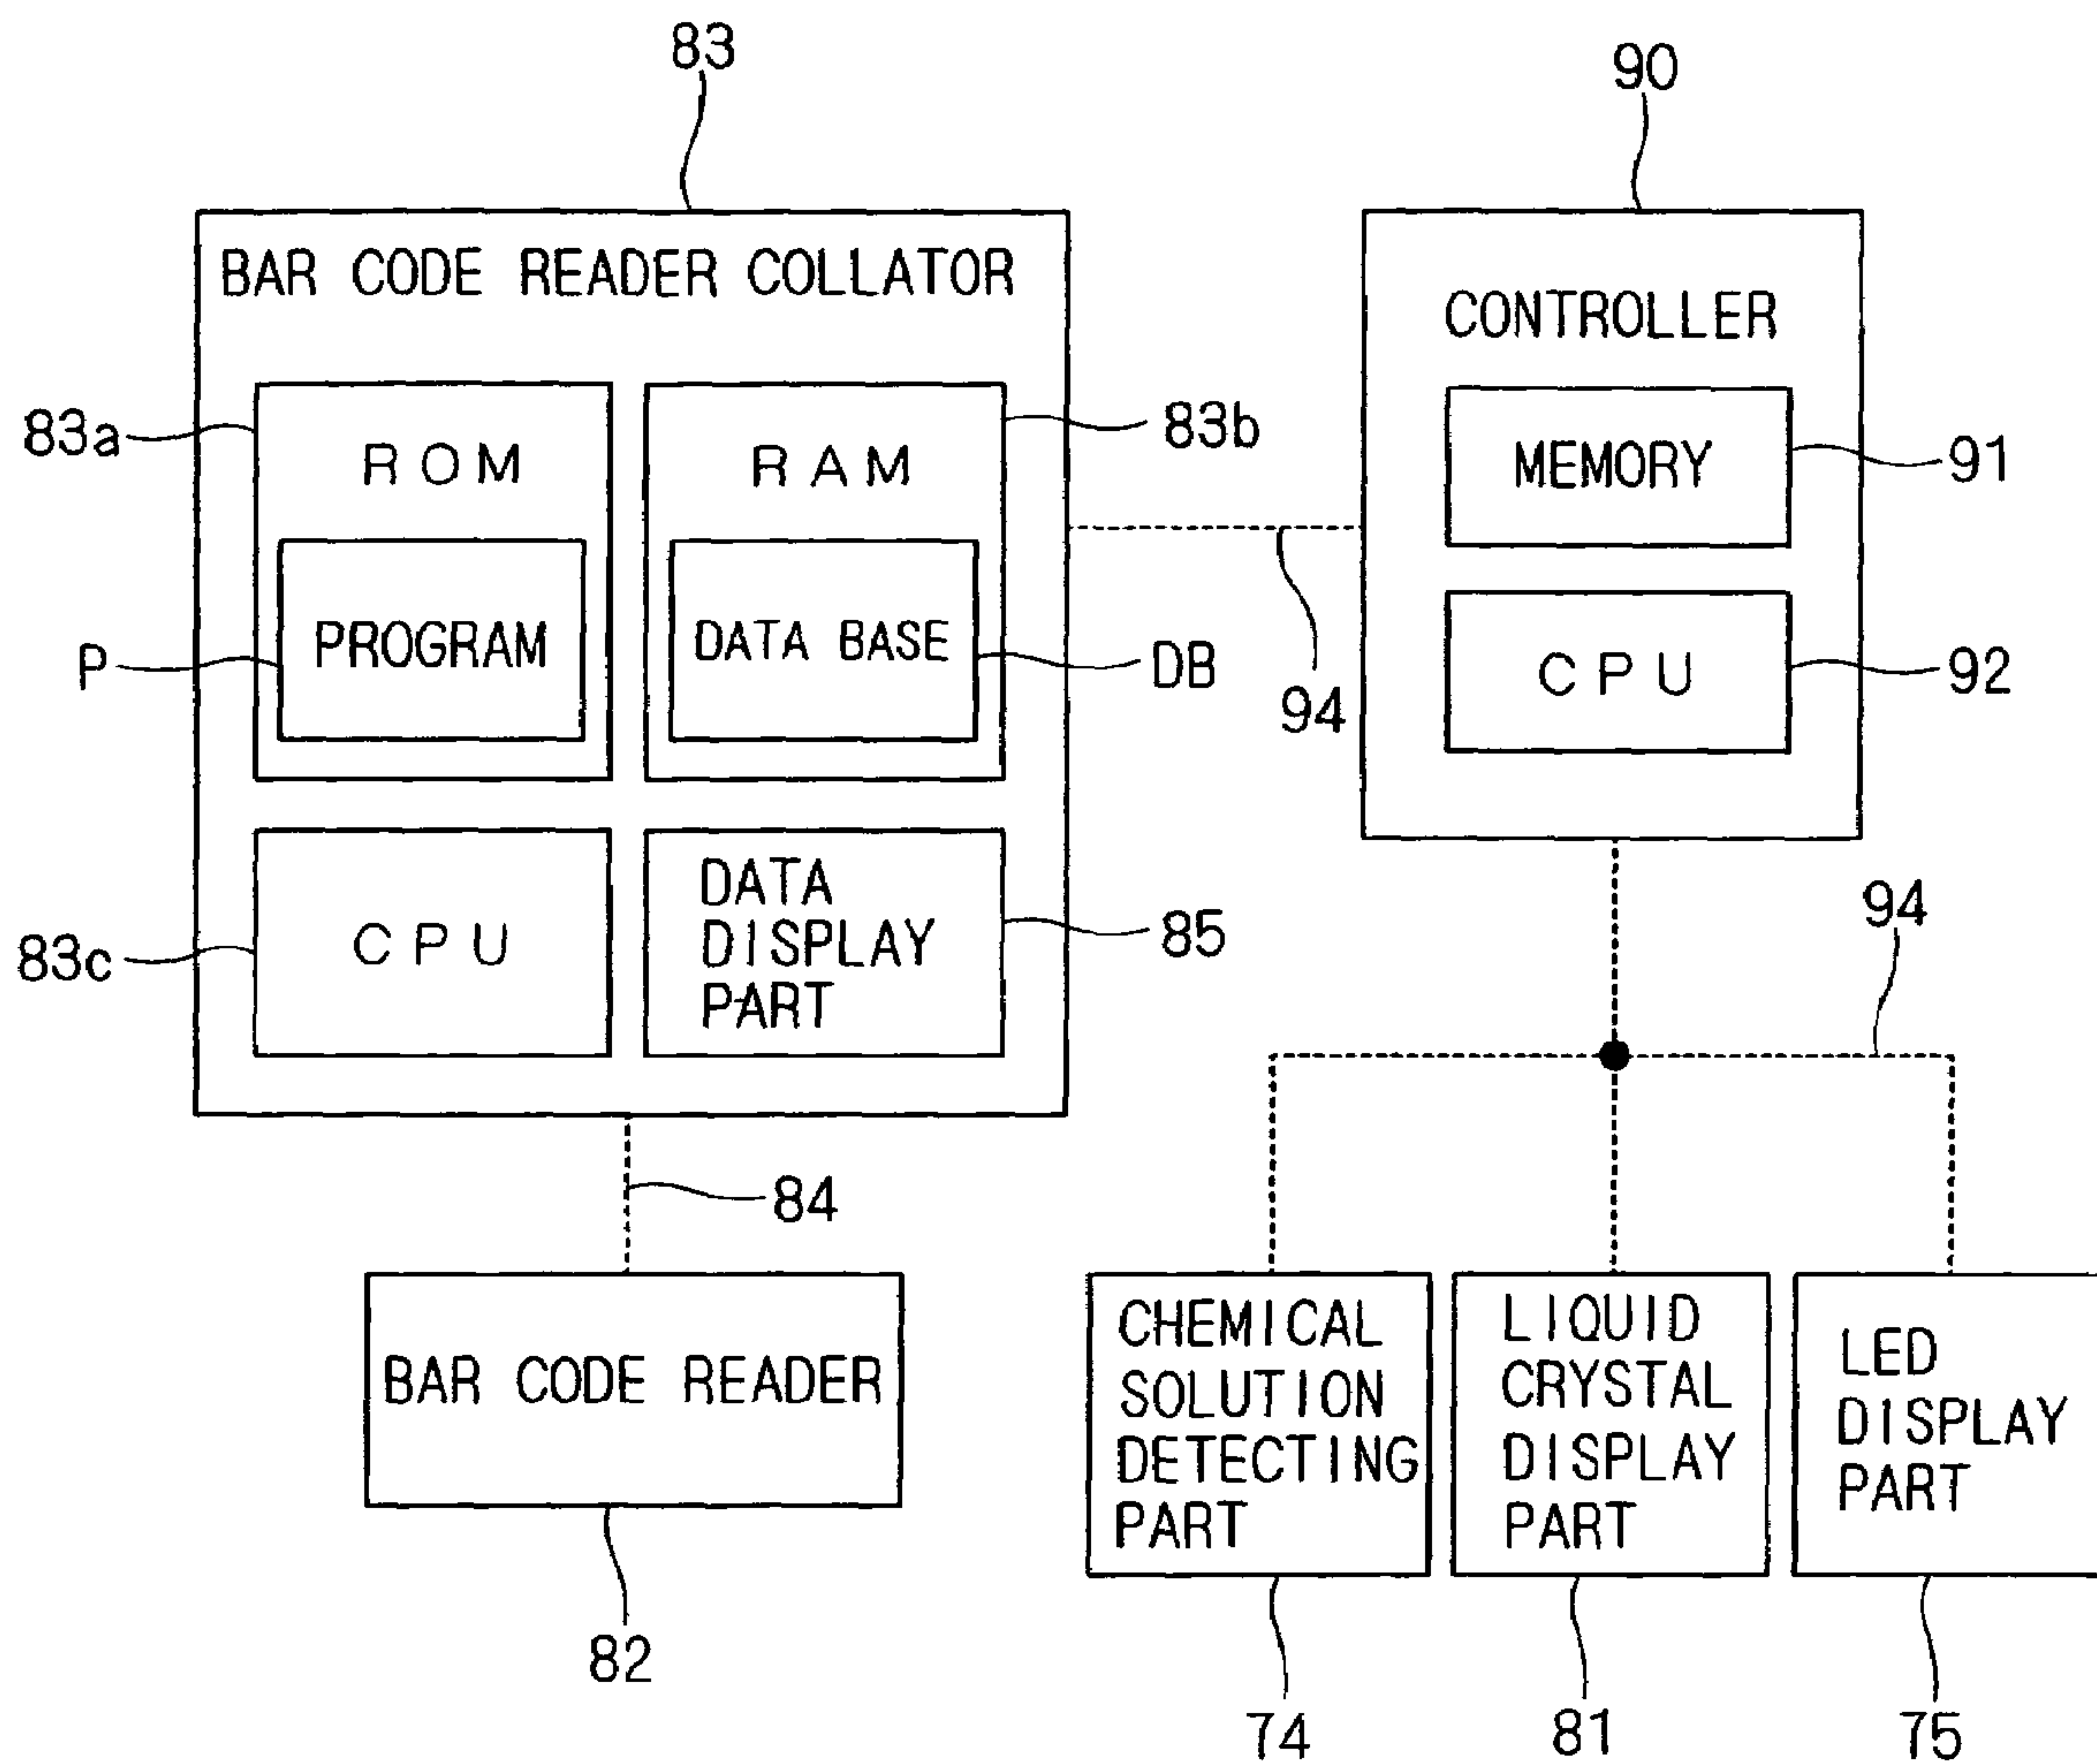 83
90
BAR CODE READER COLLATOR
CONTROLLER
83a
ROM
RAM
83b
MEMORY
91
P
PROGRAM
DATA BASE
DB
94
CPU
92
83c
CPU
DATA
DISPLAY
PART
85
94
84
BAR CODE READER
CHEMICAL
SOLUTION
DETECTING
PART
LIQUID
CRYSTAL
DISPLAY
PART
LED
DISPLAY
PART
82
74
81
75